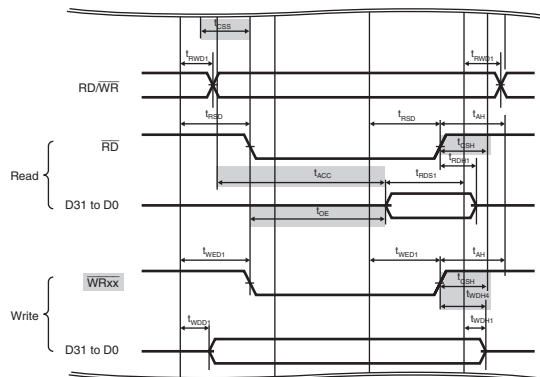 tCSS
tRWD1 tRWD1
RD/WR
tRSD tRSD tAH
RD
tCSH
tRDH1
Read
tACC tRDS1
D31 to D0
tOE
tWED1 tWED1 tAH
WRxx
tCSH
tWDH4
Write
tWDD1 tWDH1
D31 to D0